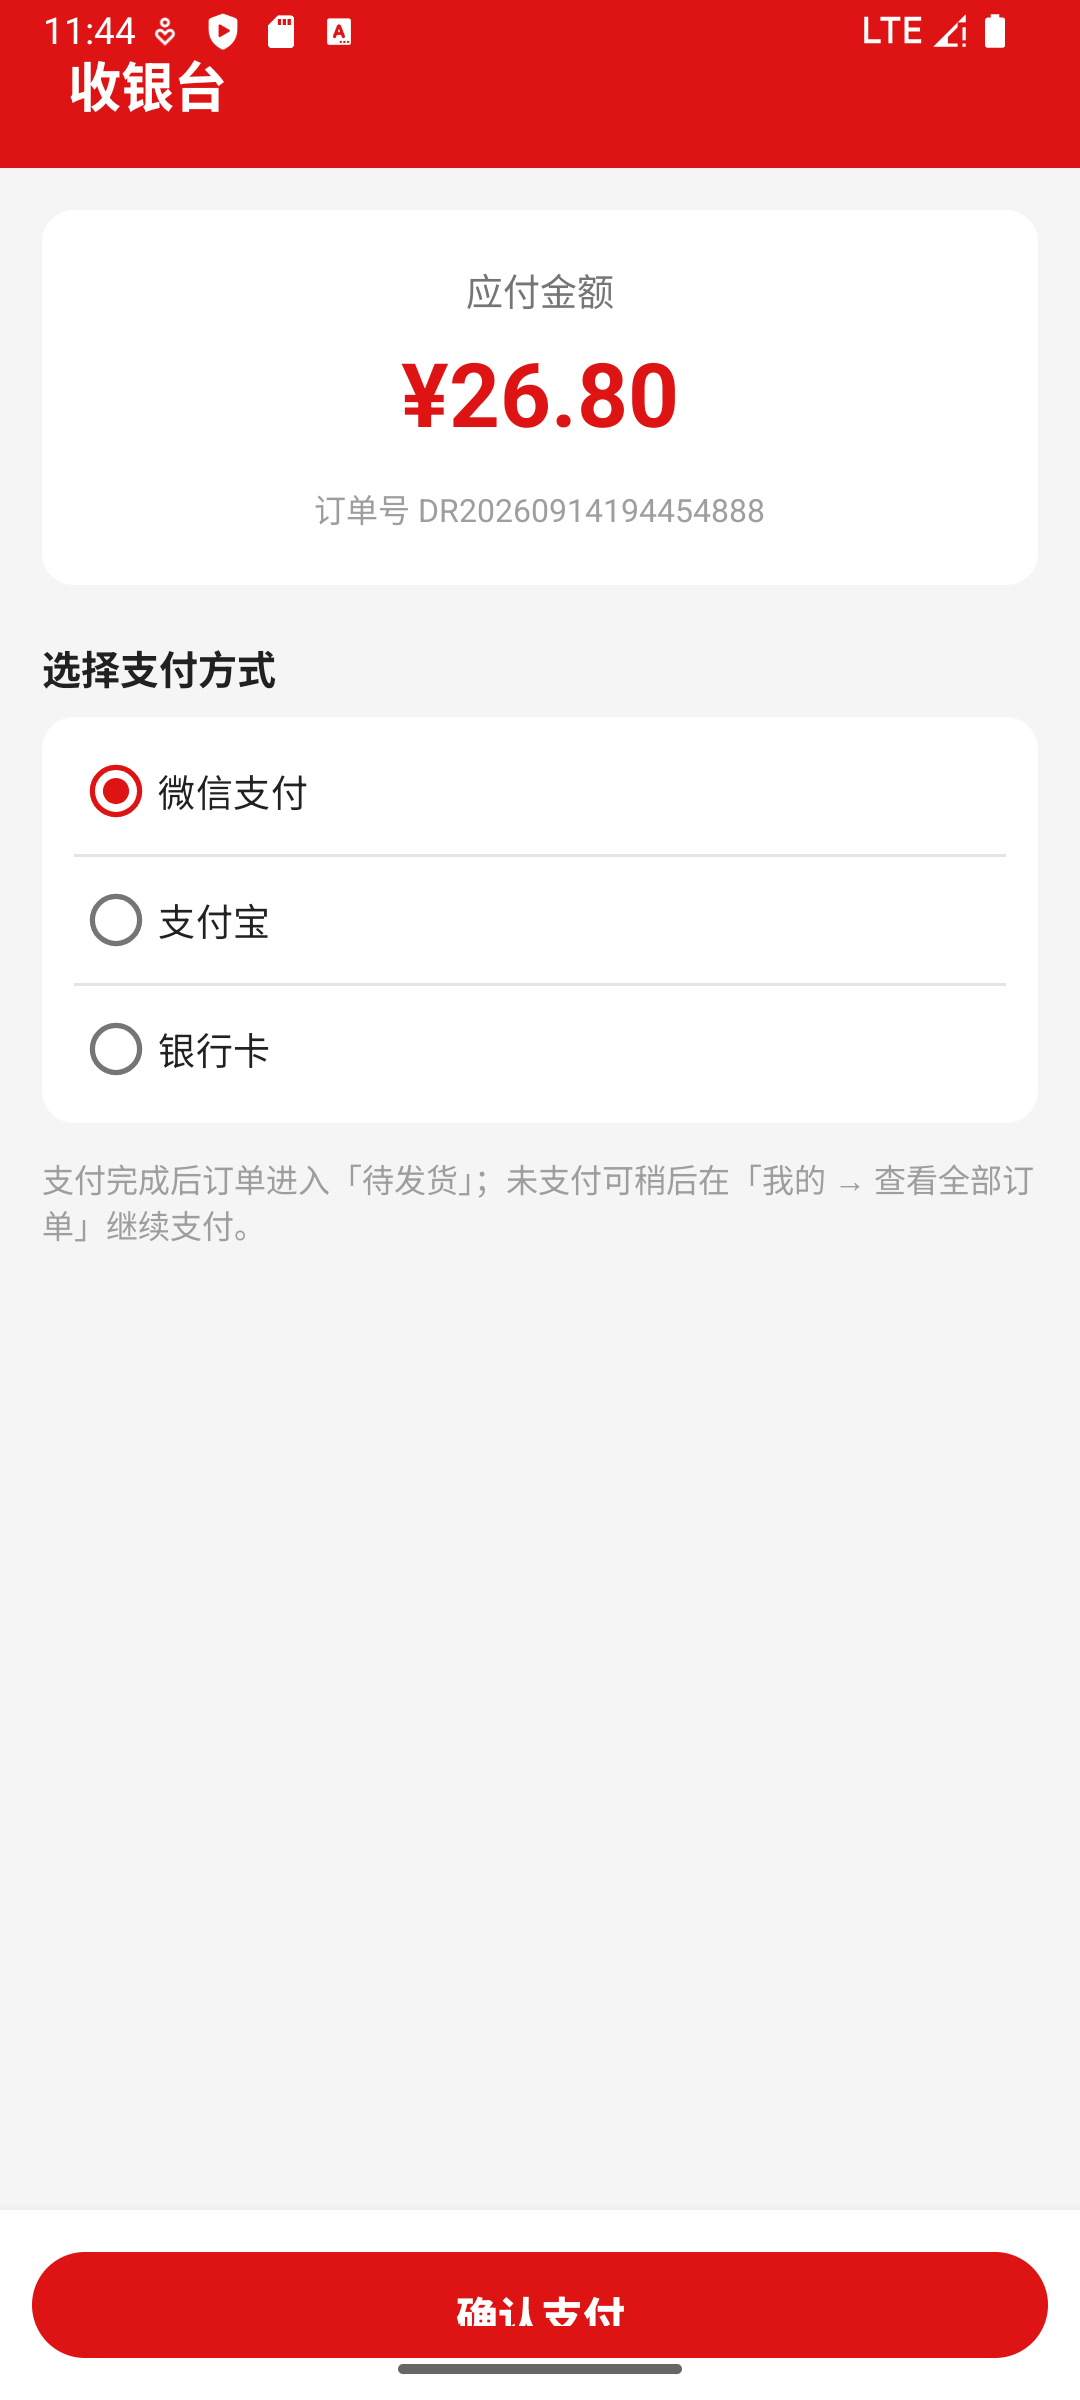 11:44
LTE
收银台
应付金额
¥26.80
订单号 DR20260914194454888
选择支付方式
微信支付
支付宝
银行卡
支付完成后订单进入「待发货」；未支付可稍后在「我的 → 查看全部订
单」继续支付。
确认支付